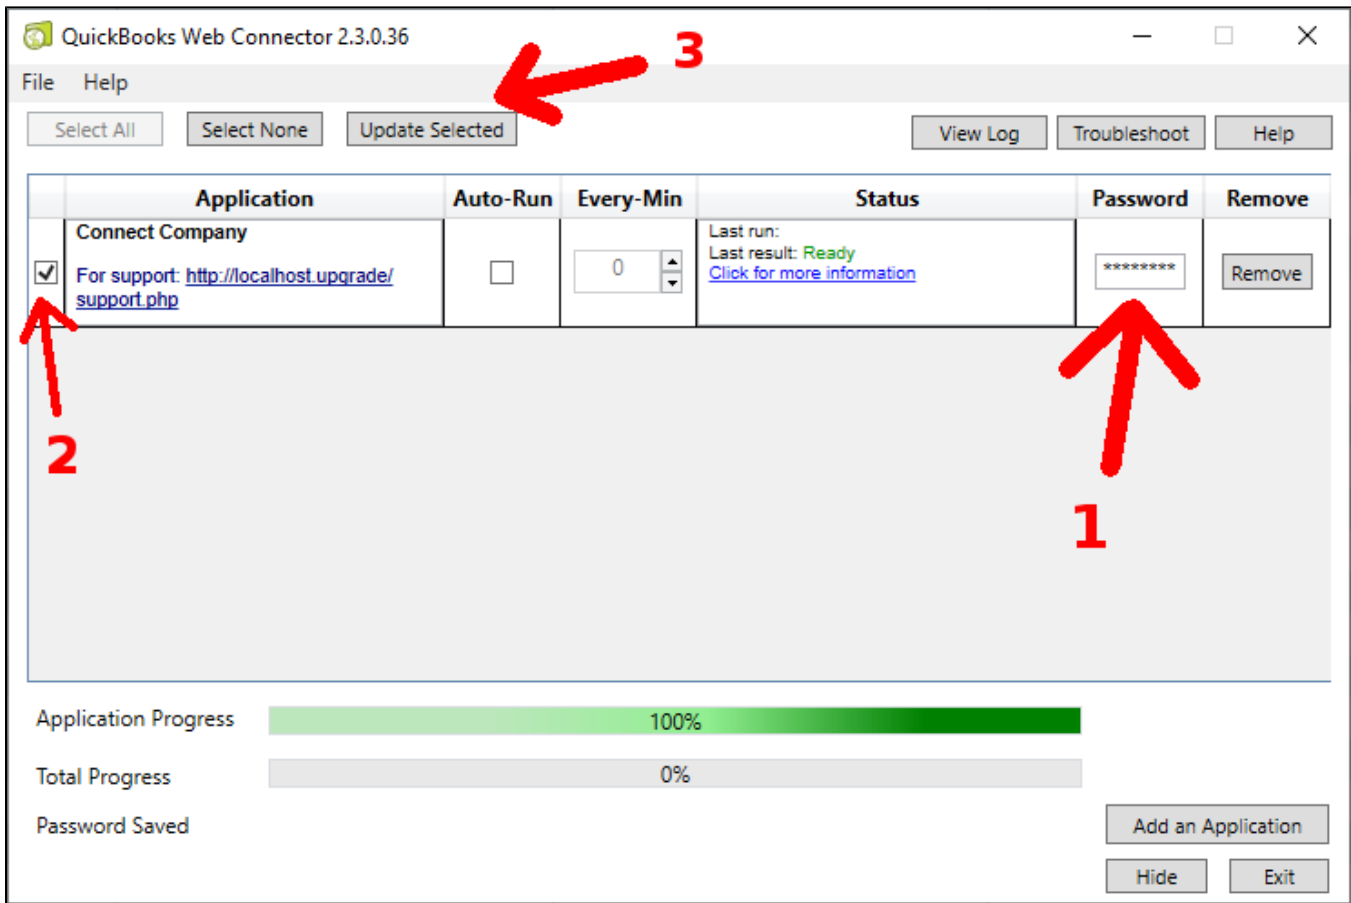 QuickBooks Web Connector 2.3.0.36
3
File Help
Select All Select None Update Selected View Log Troubleshoot Help
Application Auto-Run Every-Min Status Password Remove
Connect Company
For support: http://localhost.upgrade/
support.php
0
Last run:
Last result: Ready
Click for more information
********
Remove
2
1
Application Progress 100%
Total Progress 0%
Password Saved
Add an Application
Hide Exit